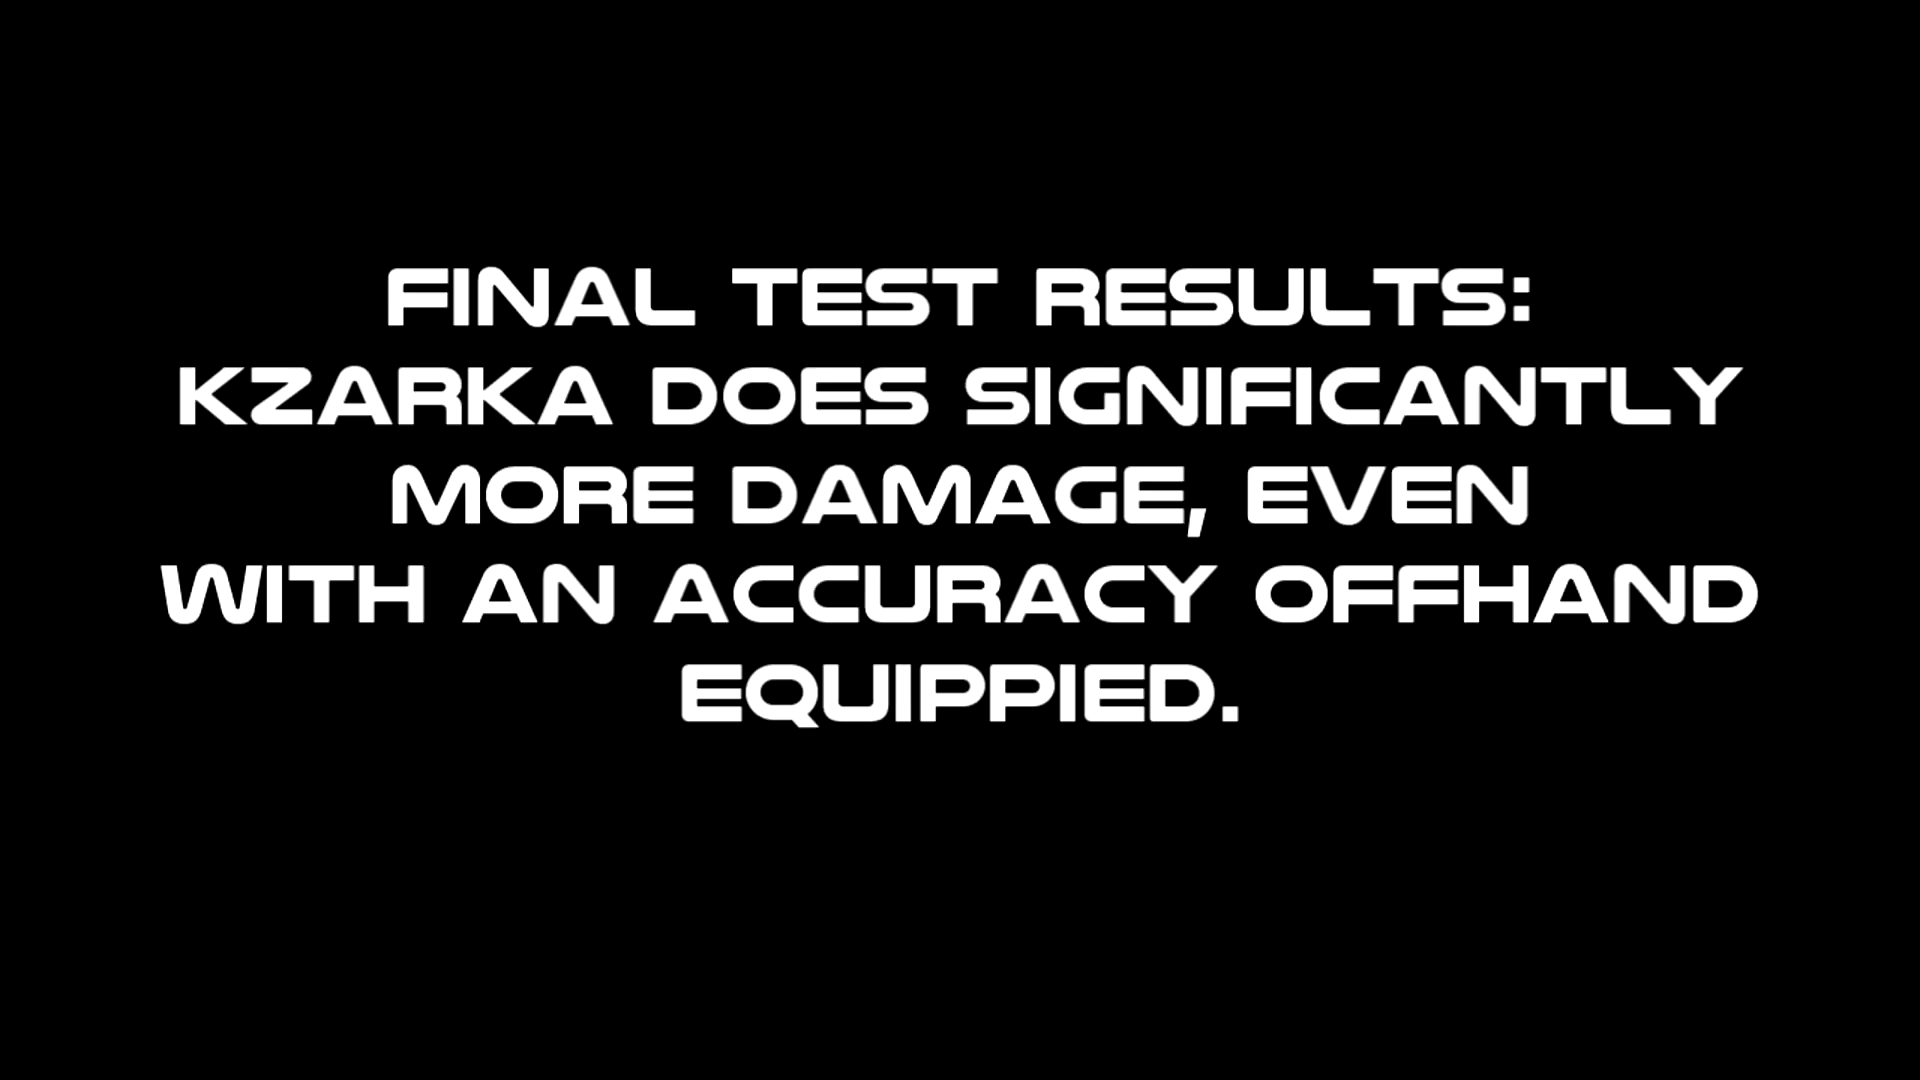 FINAL TEST RESULTS:
KZARKA DOES SIGNIFICANTLY
MORE DAMAGE, EVEN
WITH AN ACCURACY OFFHAND
EQUIPPIED.